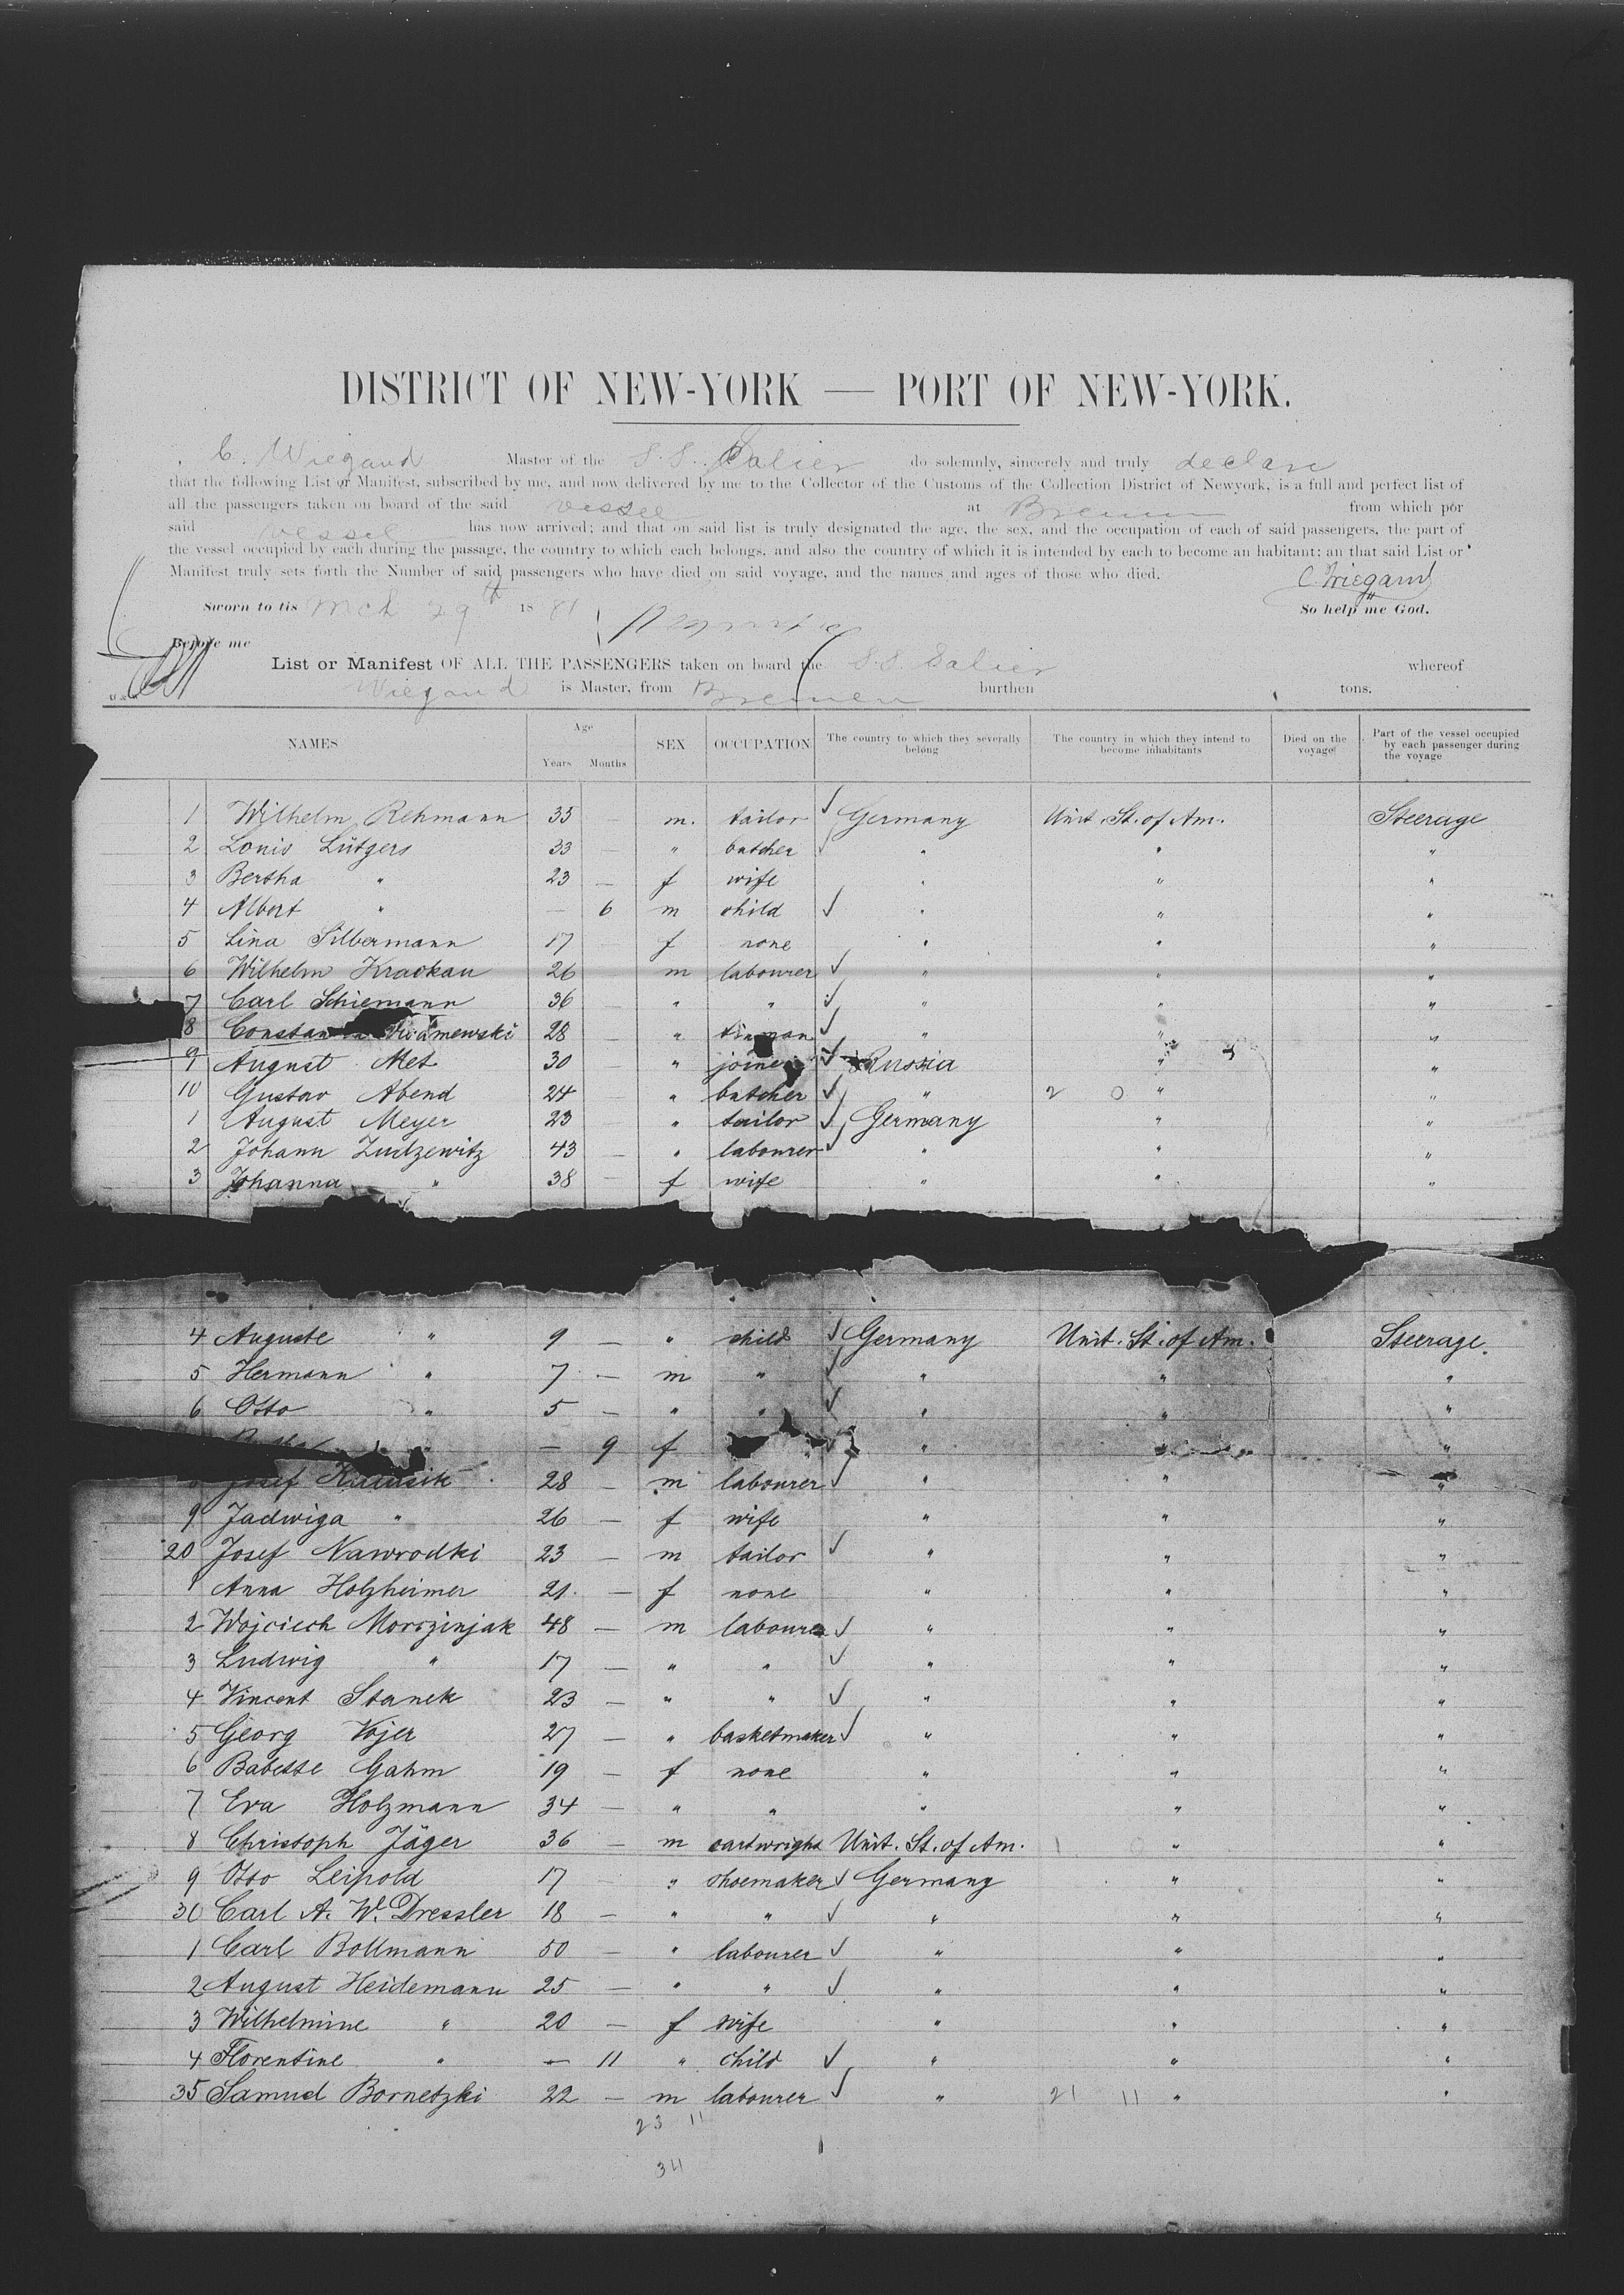 DISTRICT OF NEW-YORK — PORT OF NEW-YORK.
C. Wiegand Master of the S. S. Salier do solemnly, sincerely and truly declare
that the following List or Manifest, subscribed by me, and now delivered by me to the Collector of the Customs of the Collection District of Newyork, is a full and perfect list of
all the passengers taken on board of the said vessel at Bremen from which por
said vessel has now arrived; and that on said list is truly designated the age, the sex, and the occupation of each of said passengers, the part of
the vessel occupied by each during the passage, the country to which each belongs, and also the country of which it is intended by each to become an habitant; an that said List or
Manifest truly sets forth the Number of said passengers who have died on said voyage, and the names and ages of those who died.
C. Wiegand
Sworn to tis Mch 29th 1881 So help me God.
Before me
List or Manifest OF ALL THE PASSENGERS taken on board the S. S. Salier whereof
Wiegand is Master, from Bremen burthen tons.
NAMES Age Years Months SEX OCCUPATION The country to which they severally belong The country in which they intend to become inhabitants Died on the voyage Part of the vessel occupied by each passenger during the voyage
1 Wilhelm Rehmann 35 — m. tailor Germany Unit. St. of Am. Steerage
2 Louis Lütgers 33 — " butcher " " "
3 Bertha " 23 — f wife " " "
4 Albert " — 6 m child " " "
5 Lina Silbermann 17 f none " " "
6 Wilhelm Krackau 26 m labourer " " "
7 Carl Schiemann 36 — " " " " "
8 28 — " tinman " " "
9 August Met 30 — " joiner Russia " "
10 Gustav Abend 24 — " butcher " 2 0 " "
1 August Meyer 23 " tailor Germany " "
2 Johann Zudzewitz 43 — " labourer " " "
3 Johanna " 38 — f wife " " "
4 Auguste " 9 — " child Germany Unit. St. of Am. Steerage.
5 Hermann " 7 — m " " " "
6 Otto " 5 — " " " " "
— 9 f " " "
Josef 28 — m labourer " " "
9 Jadwiga " 26 — f wife " " "
20 Josef Nawrodki 23 — m tailor " " "
1 Anna Holzheimer 21 — f none " " "
2 Wojciech Morrzinjak 48 — m labourer " " "
3 Ludwig " 17 — " " " " "
4 Vincent Stanek 23 — " " " " "
5 Georg Vojer 27 — " basketmaker " " "
6 Babette Gahm 19 — f none " " "
7 Eva Holzmann 34 — " " " " "
8 Christoph Jäger 36 — m cartwright Unit. St. of Am. 1 0 " "
9 Otto Leipold 17 " shoemaker Germany " "
30 Carl A. W. Dressler 18 — " " " " "
1 Carl Bollmann 50 — " labourer " " "
2 August Heidemann 25 — " " " " "
3 Wilhelmine " 20 — f wife " " "
4 Florentine " — 11 " child " " "
35 Samuel Bornetzki 22 — m labourer " 21 11 " "
23 11
34